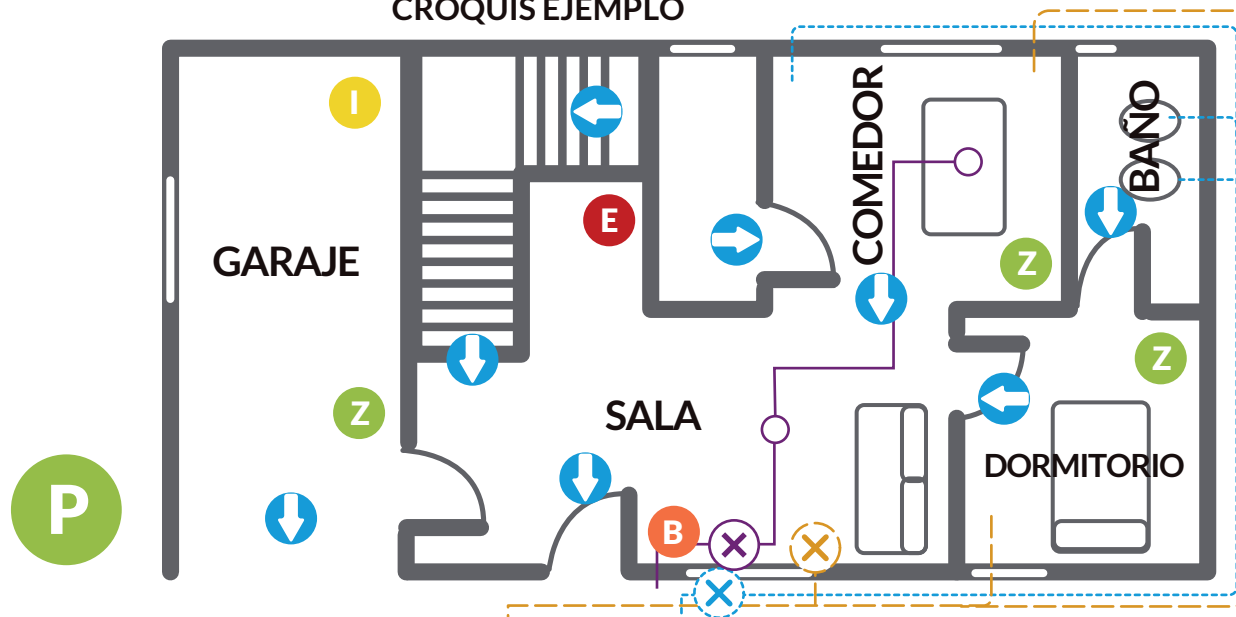 CROQUIS EJEMPLO
I
COMEDOR
BAÑO
E
GARAJE
Z
Z
Z
SALA
DORMITORIO
P
B